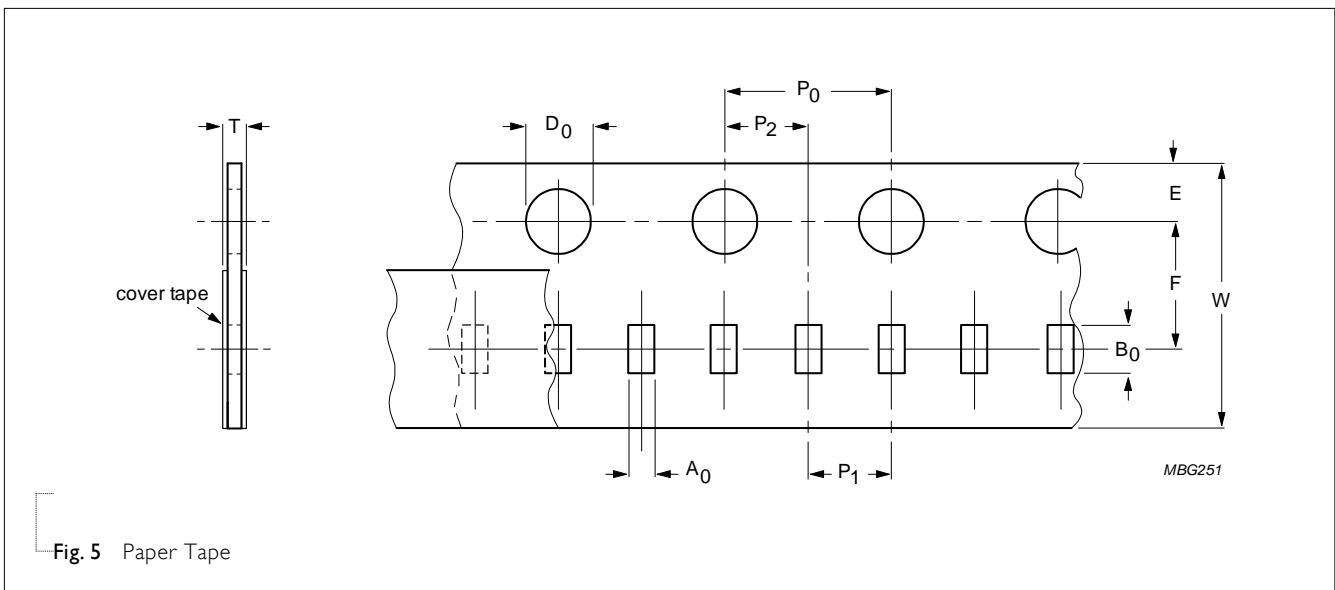 P0
T
D0
P2
E
cover tape
F
W
B0
A0
P1
MBG251
Fig. 5 Paper Tape